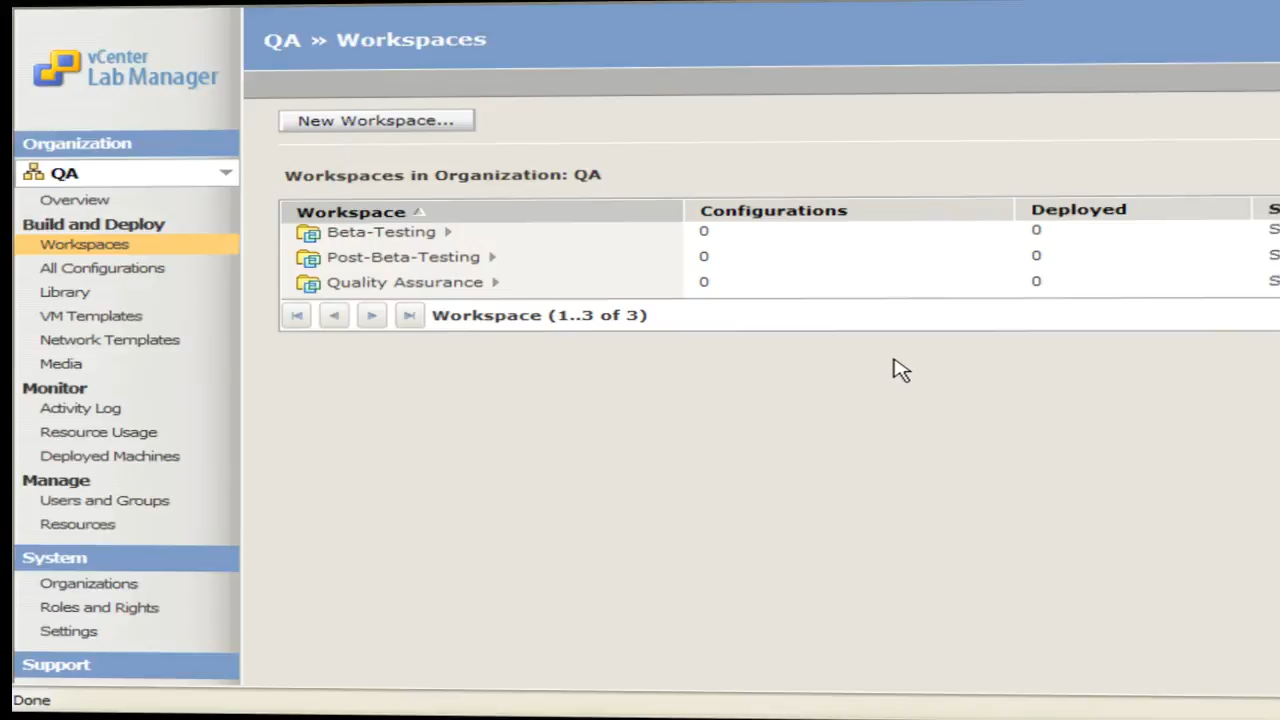 vCenter
Lab Manager
QA » Workspaces
New Workspace...
Organization
QA
Overview
Build and Deploy
Workspaces
All Configurations
Library
VM Templates
Network Templates
Media
Monitor
Activity Log
Resource Usage
Deployed Machines
Manage
Users and Groups
Resources
System
Organizations
Roles and Rights
Settings
Support
Done
Workspaces in Organization: QA
Workspace Configurations Deployed S
Beta-Testing 0 0 S
Post-Beta-Testing 0 0
Quality Assurance 0 0 S
Workspace (1..3 of 3)